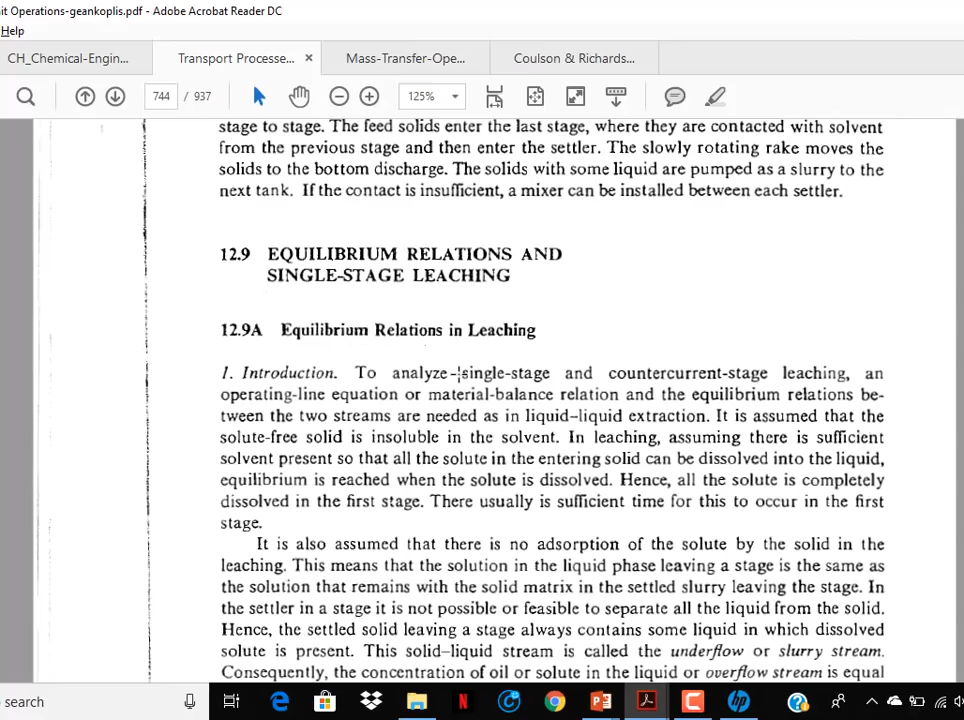 it Operations-geankoplis.pdf - Adobe Acrobat Reader DC
Help
CH_Chemical-Engin...
Transport Processe... ×
Mass-Transfer-Ope...
Coulson & Richards...
744 / 937
125%
stage to stage. The feed solids enter the last stage, where they are contacted with solvent
from the previous stage and then enter the settler. The slowly rotating rake moves the
solids to the bottom discharge. The solids with some liquid are pumped as a slurry to the
next tank. If the contact is insufficient, a mixer can be installed between each settler.
12.9 EQUILIBRIUM RELATIONS AND
SINGLE-STAGE LEACHING
12.9A Equilibrium Relations in Leaching
1. Introduction. To analyze single-stage and countercurrent-stage leaching, an
operating-line equation or material-balance relation and the equilibrium relations be-
tween the two streams are needed as in liquid–liquid extraction. It is assumed that the
solute-free solid is insoluble in the solvent. In leaching, assuming there is sufficient
solvent present so that all the solute in the entering solid can be dissolved into the liquid,
equilibrium is reached when the solute is dissolved. Hence, all the solute is completely
dissolved in the first stage. There usually is sufficient time for this to occur in the first
stage.
It is also assumed that there is no adsorption of the solute by the solid in the
leaching. This means that the solution in the liquid phase leaving a stage is the same as
the solution that remains with the solid matrix in the settled slurry leaving the stage. In
the settler in a stage it is not possible or feasible to separate all the liquid from the solid.
Hence, the settled solid leaving a stage always contains some liquid in which dissolved
solute is present. This solid–liquid stream is called the underflow or slurry stream.
Consequently, the concentration of oil or solute in the liquid or overflow stream is equal
search